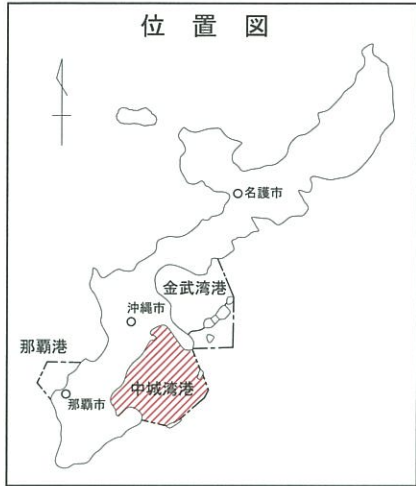 位置図
名護市
金武湾港
沖縄市
那覇港
中城湾港
那覇市